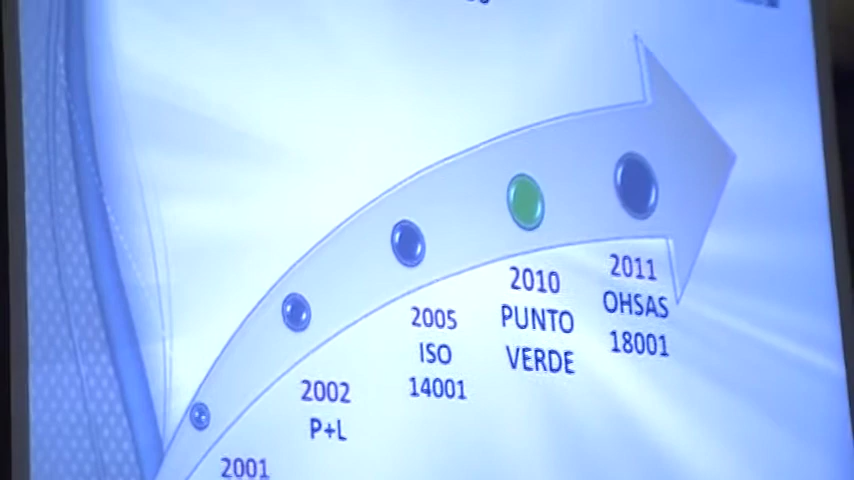 2001
2002
P+L
2005
ISO
14001
2010
PUNTO
VERDE
2011
OHSAS
18001